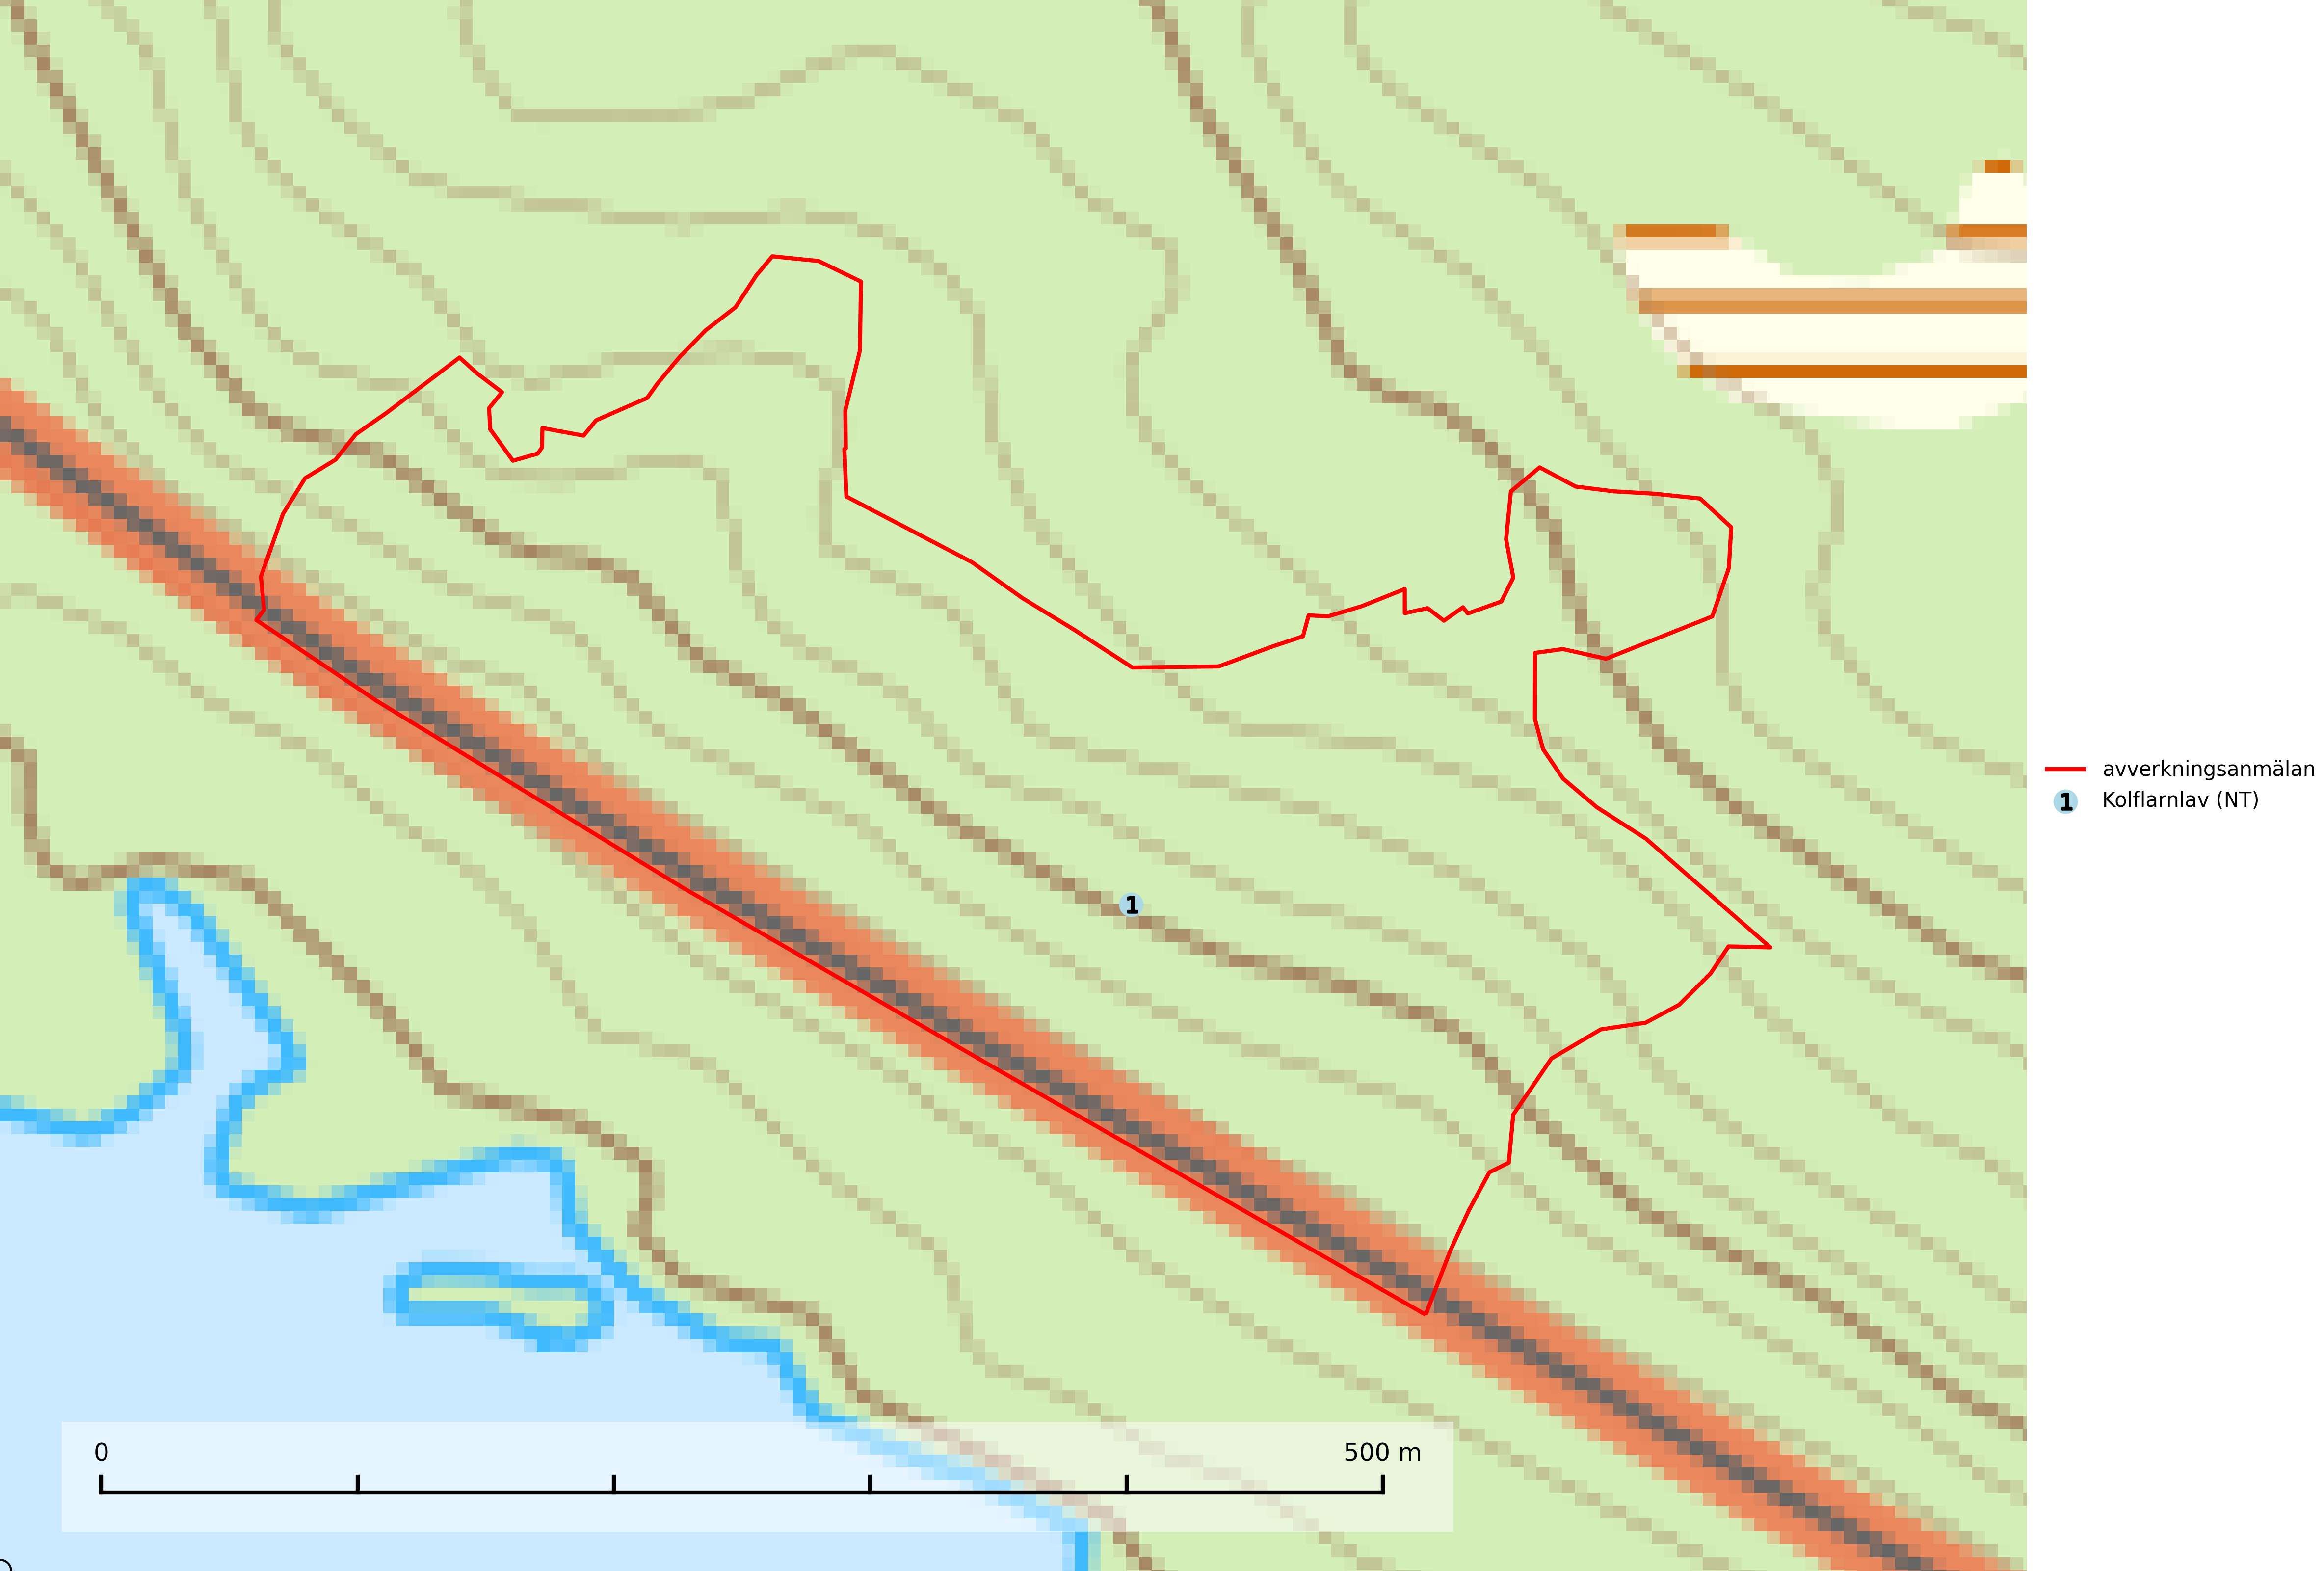 avverkningsanmälan
1 Kolflarnlav (NT)
1
0 500 m